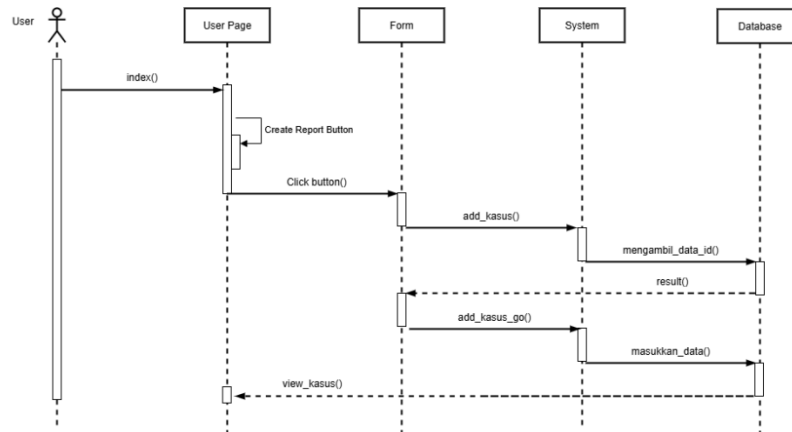 User
User Page
Form
System
Database
index()
Create Report Button
Click button()
add_kasus()
mengambil_data_id()
result()
add_kasus_go()
masukkan_data()
view_kasus()